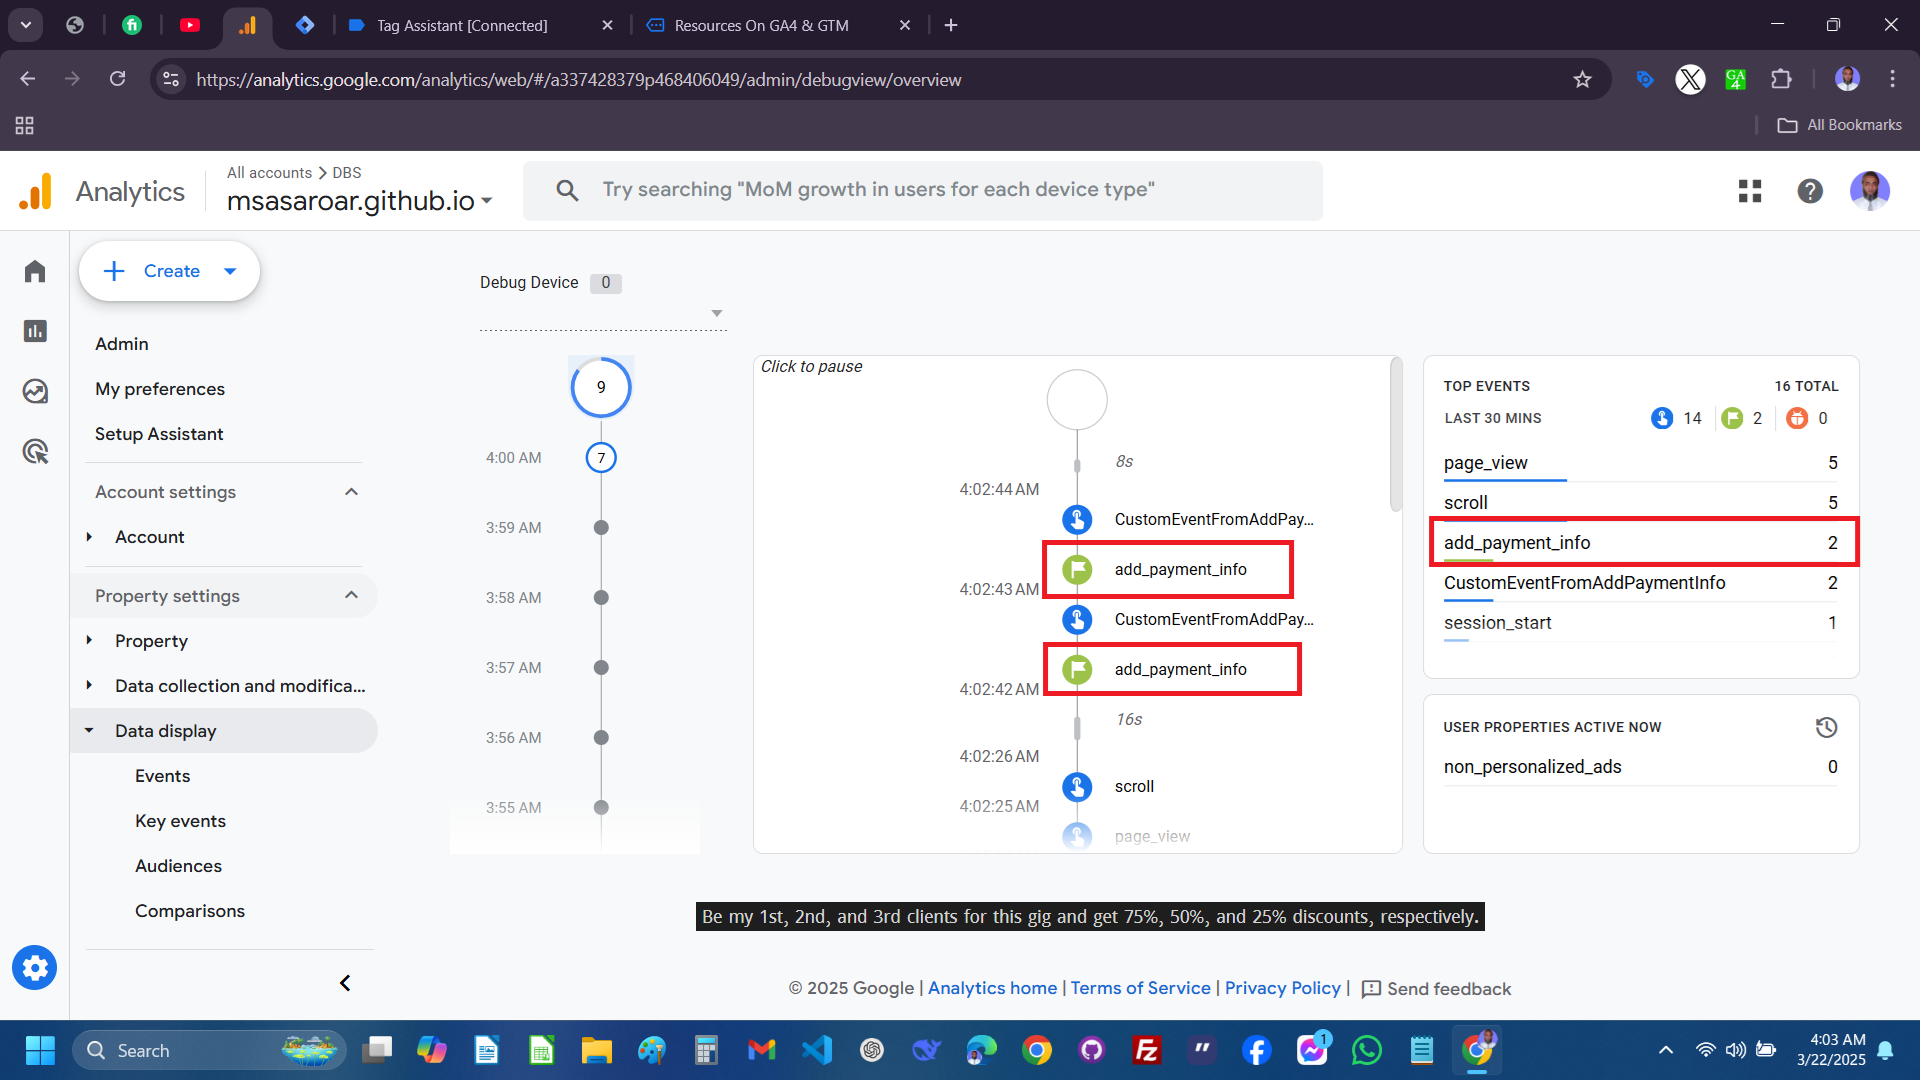 Tag Assistant [Connected]
Resources On GA4 & GTM
https://analytics.google.com/analytics/web/#/a337428379p468406049/admin/debugview/overview
GA
4
All Bookmarks
Analytics
All accounts > DBS
msasaroar.github.io
Try searching "MoM growth in users for each device type"
Create
Admin
My preferences
Setup Assistant
Account settings
Account
Property settings
Property
Data collection and modifica...
Data display
Events
Key events
Audiences
Comparisons
Debug Device 0
9
4:00 AM 7
3:59 AM
3:58 AM
3:57 AM
3:56 AM
3:55 AM
Click to pause
8s
4:02:44 AM
CustomEventFromAddPay...
add_payment_info
4:02:43 AM
CustomEventFromAddPay...
add_payment_info
4:02:42 AM
16s
4:02:26 AM
scroll
4:02:25 AM
page_view
TOP EVENTS 16 TOTAL
LAST 30 MINS 14 2 0
page_view 5
scroll 5
add_payment_info 2
CustomEventFromAddPaymentInfo 2
session_start 1
USER PROPERTIES ACTIVE NOW
non_personalized_ads 0
Be my 1st, 2nd, and 3rd clients for this gig and get 75%, 50%, and 25% discounts, respectively.
© 2025 Google | Analytics home | Terms of Service | Privacy Policy | Send feedback
Search
1
4:03 AM
3/22/2025